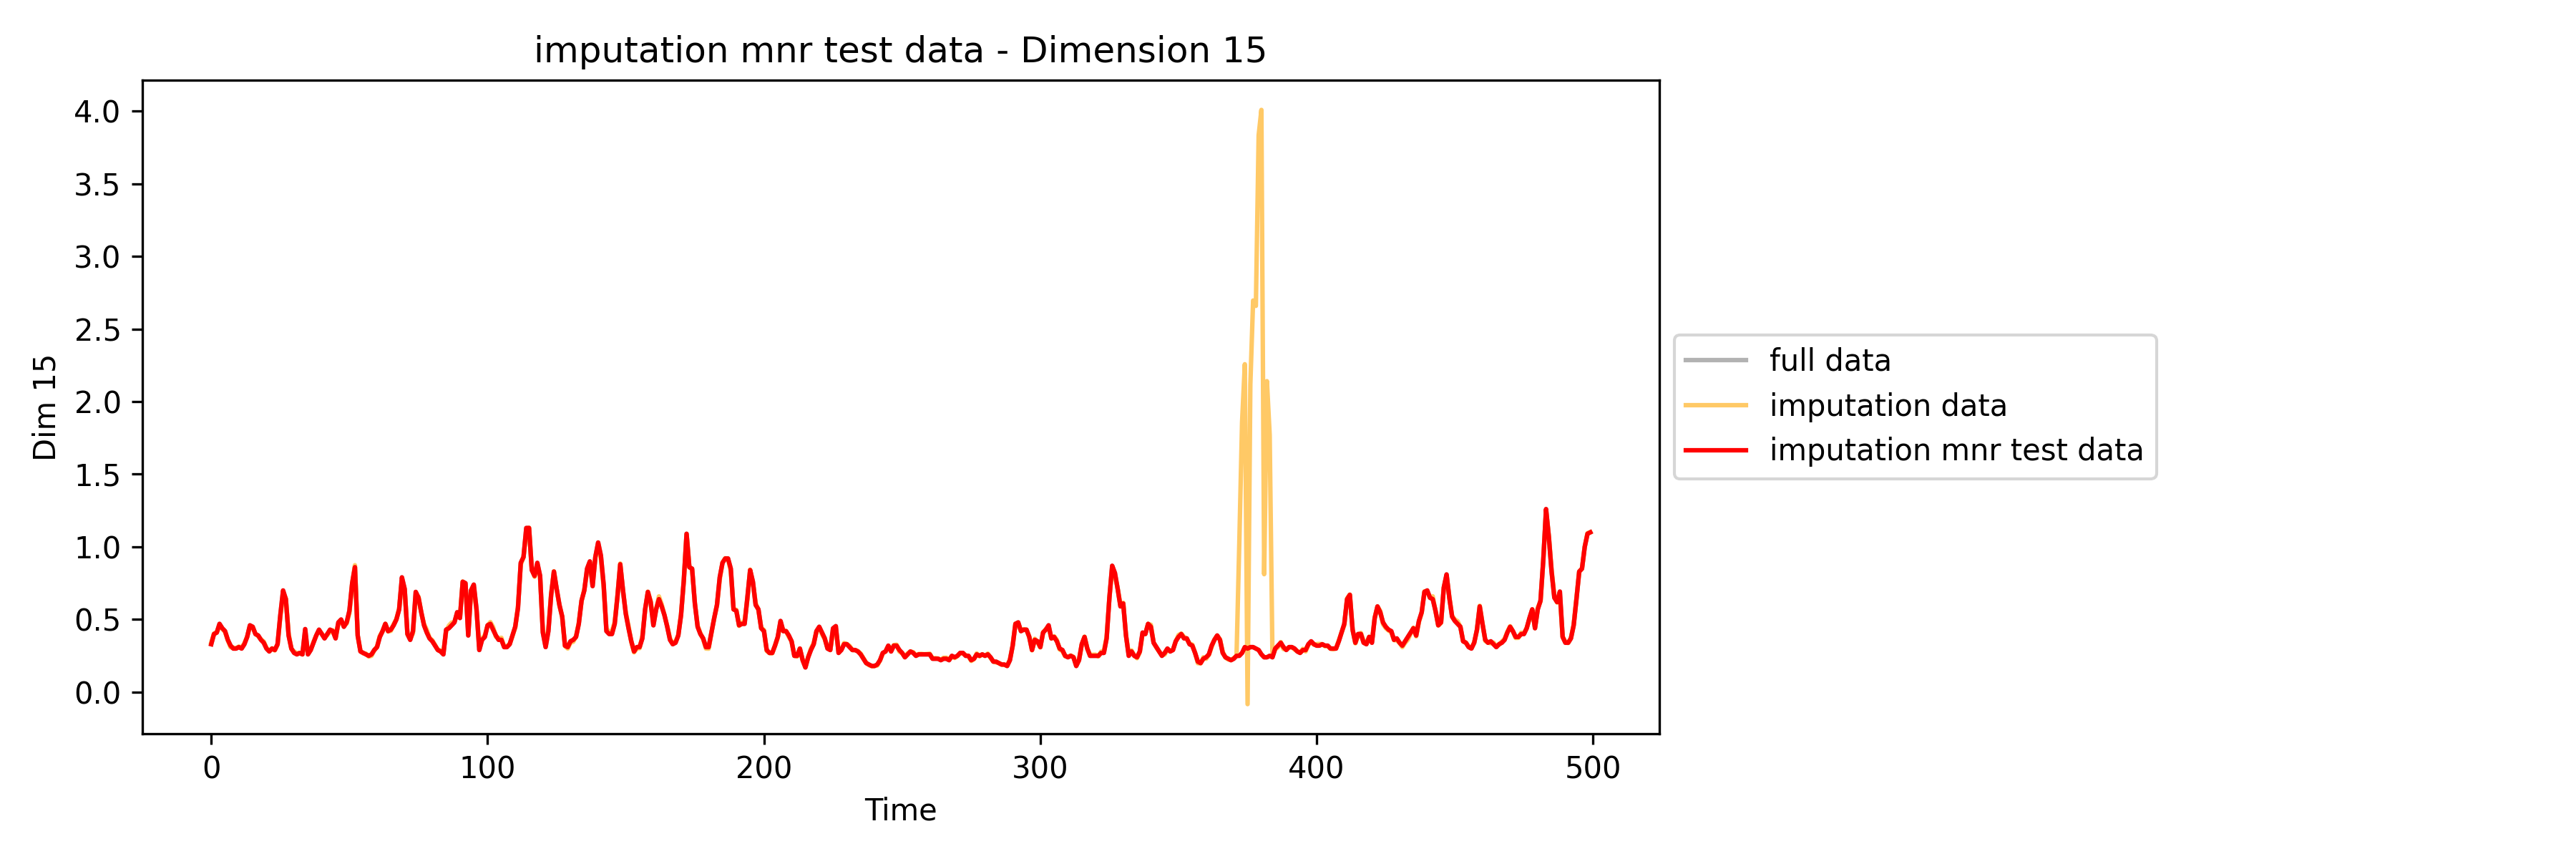 imputation mnr test data - Dimension 15
4.0
3.5
3.0
2.5
2.0
1.5
1.0
0.5
0.0
Dim 15
0 100 200 300 400 500
Time
full data
imputation data
imputation mnr test data